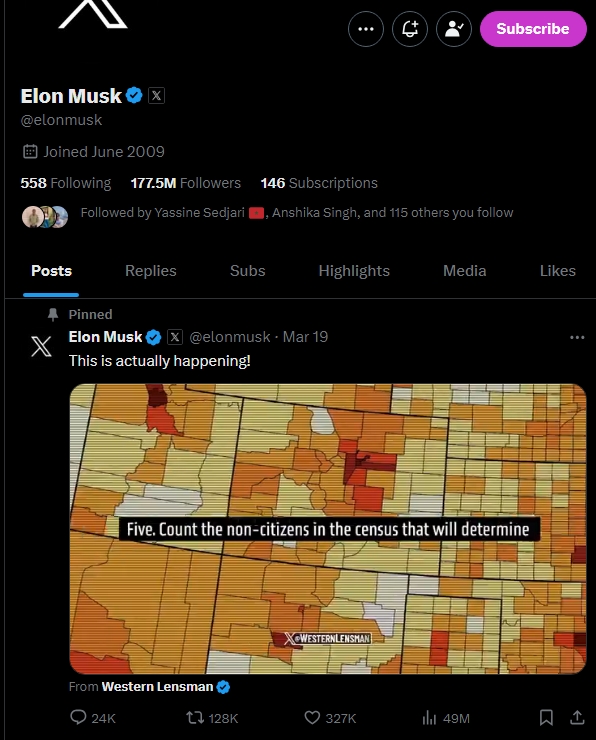 Subscribe
Elon Musk
@elonmusk
Joined June 2009
558 Following 177.5M Followers 146 Subscriptions
Followed by Yassine Sedjari, Anshika Singh, and 115 others you follow
Posts Replies Subs Highlights Media Likes
Pinned
Elon Musk @elonmusk · Mar 19
This is actually happening!
Five. Count the non-citizens in the census that will determine
X@WESTERNLENSMAN
From Western Lensman
24K 128K 327K 49M